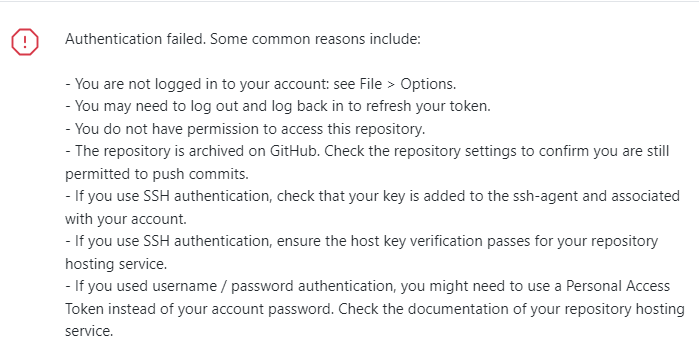 Authentication failed. Some common reasons include:
- You are not logged in to your account: see File > Options.
- You may need to log out and log back in to refresh your token.
- You do not have permission to access this repository.
- The repository is archived on GitHub. Check the repository settings to confirm you are still
permitted to push commits.
- If you use SSH authentication, check that your key is added to the ssh-agent and associated
with your account.
- If you use SSH authentication, ensure the host key verification passes for your repository
hosting service.
- If you used username / password authentication, you might need to use a Personal Access
Token instead of your account password. Check the documentation of your repository hosting
service.